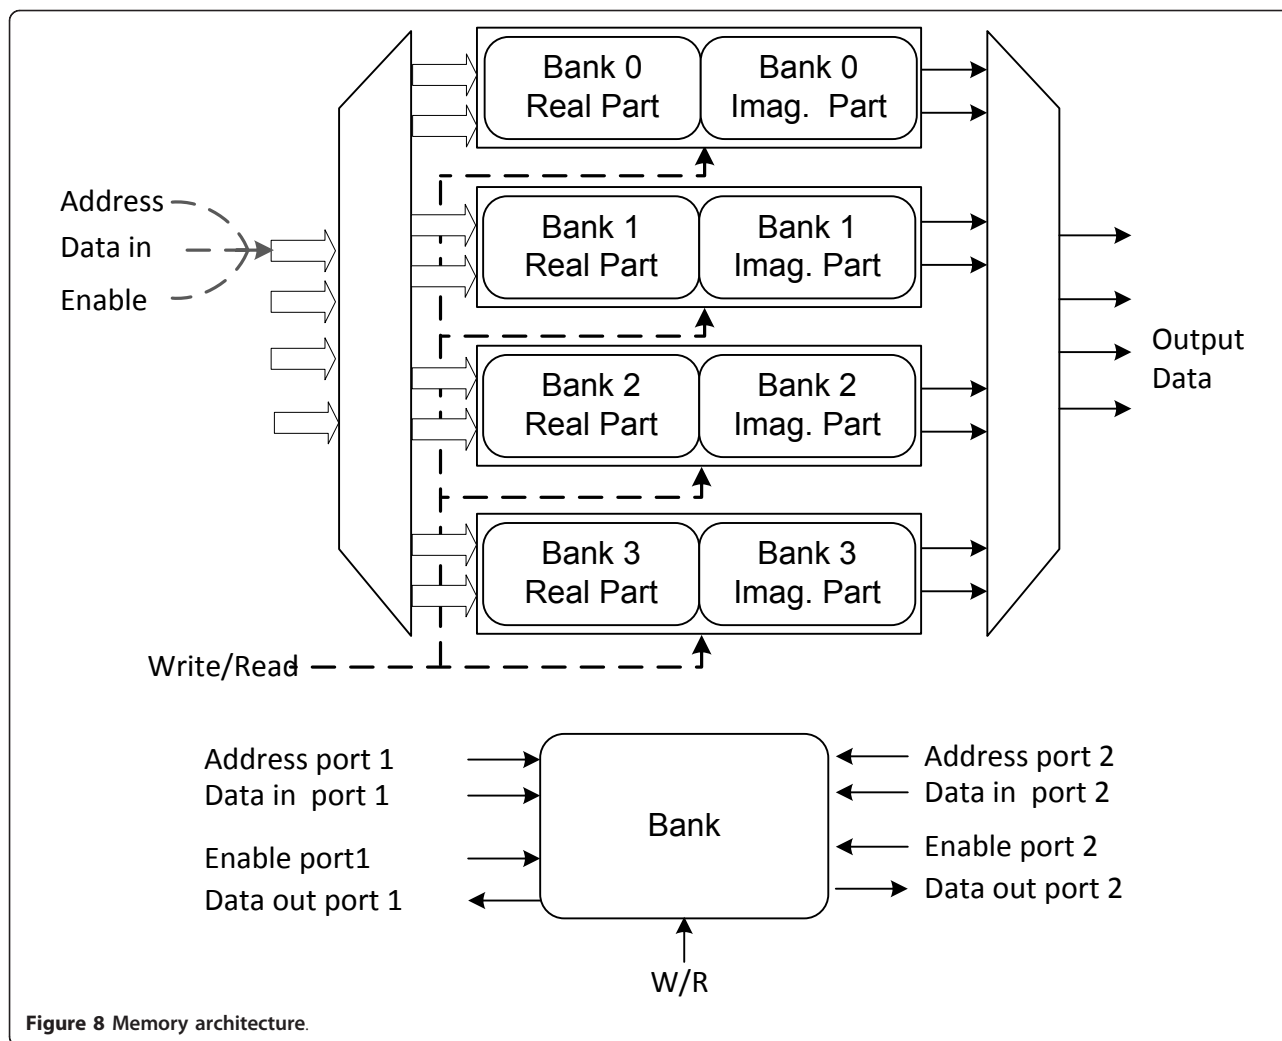 Bank 0
Real Part
Bank 0
Imag. Part
Address
Data in
Enable
Bank 1
Real Part
Bank 1
Imag. Part
Bank 2
Real Part
Bank 2
Imag. Part
Output
Data
Bank 3
Real Part
Bank 3
Imag. Part
Write/Read
Address port 1
Data in port 1
Enable port1
Data out port 1
Bank
Address port 2
Data in port 2
Enable port 2
Data out port 2
W/R
Figure 8 Memory architecture.